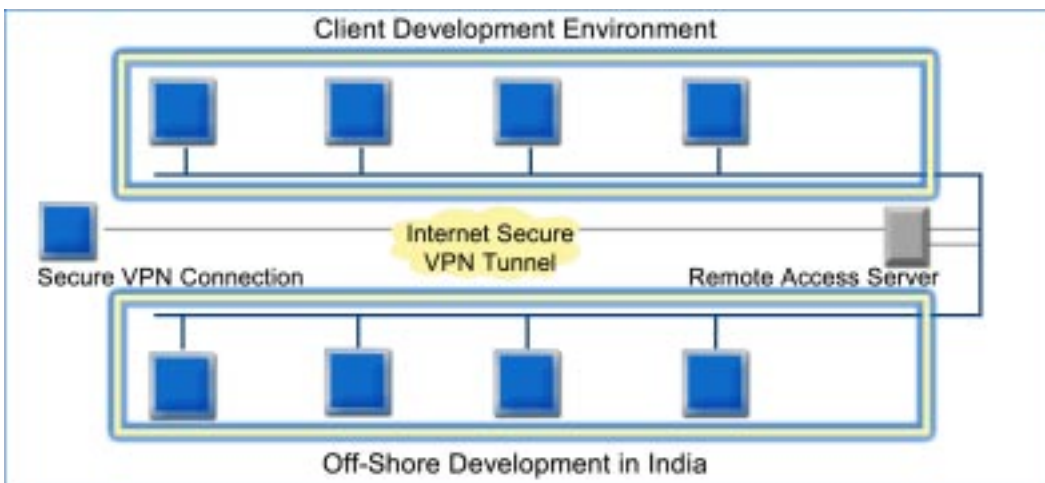 Client Development Environment
Internet Secure
VPN Tunnel
Secure VPN Connection
Remote Access Server
Off-Shore Development in India